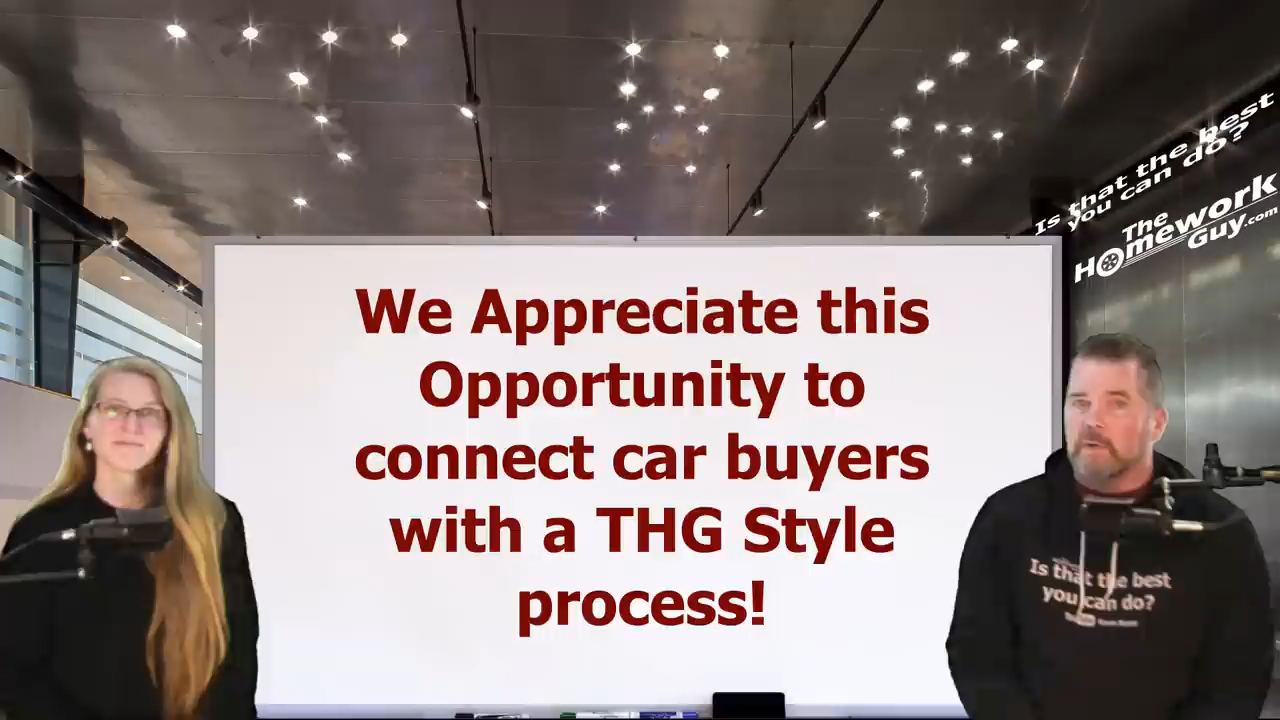 Is that the best
you can do?
The
Homework
Guy.com
We Appreciate this
Opportunity to
connect car buyers
with a THG Style
process!
Is that the best
you can do?